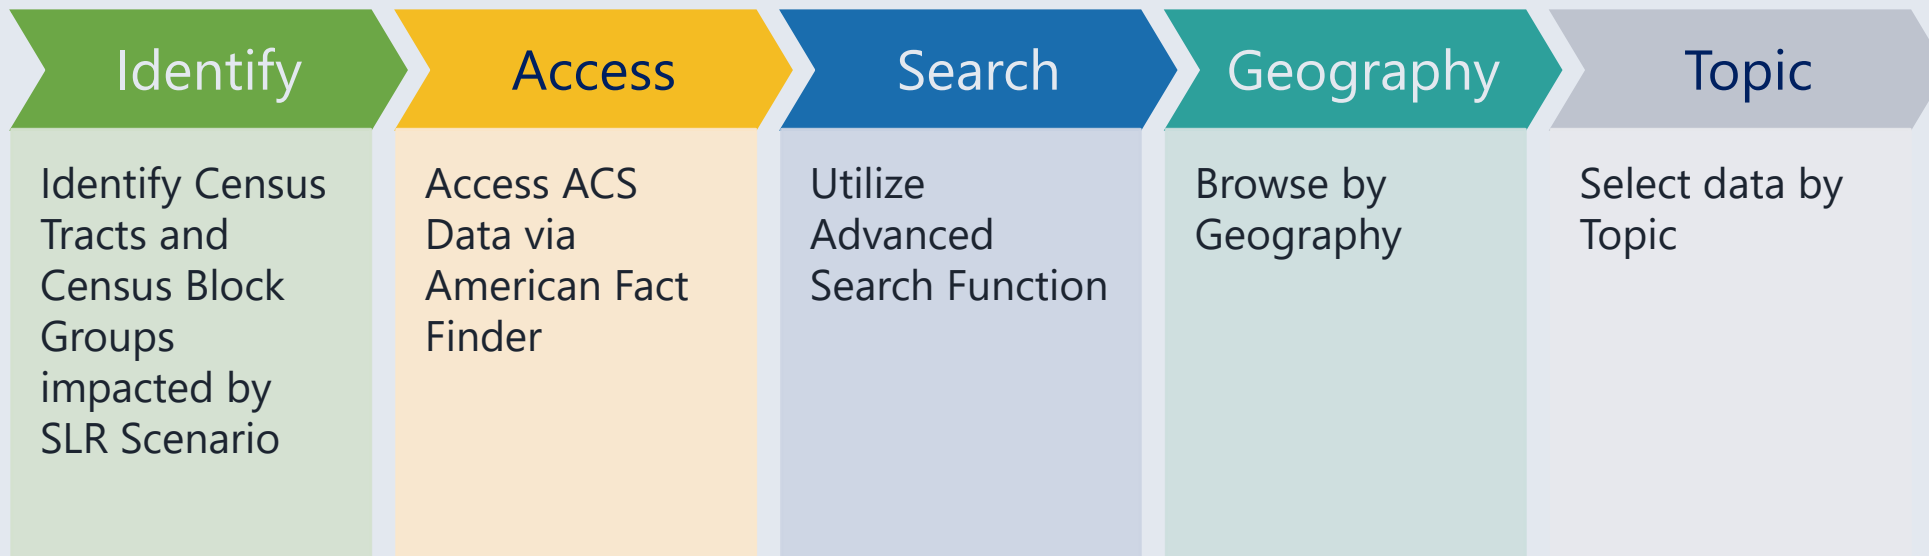 Identify
Access
Search
Geography
Topic
Identify Census
Tracts and
Census Block
Groups
impacted by
SLR Scenario
Access ACS
Data via
American Fact
Finder
Utilize
Advanced
Search Function
Browse by
Geography
Select data by
Topic